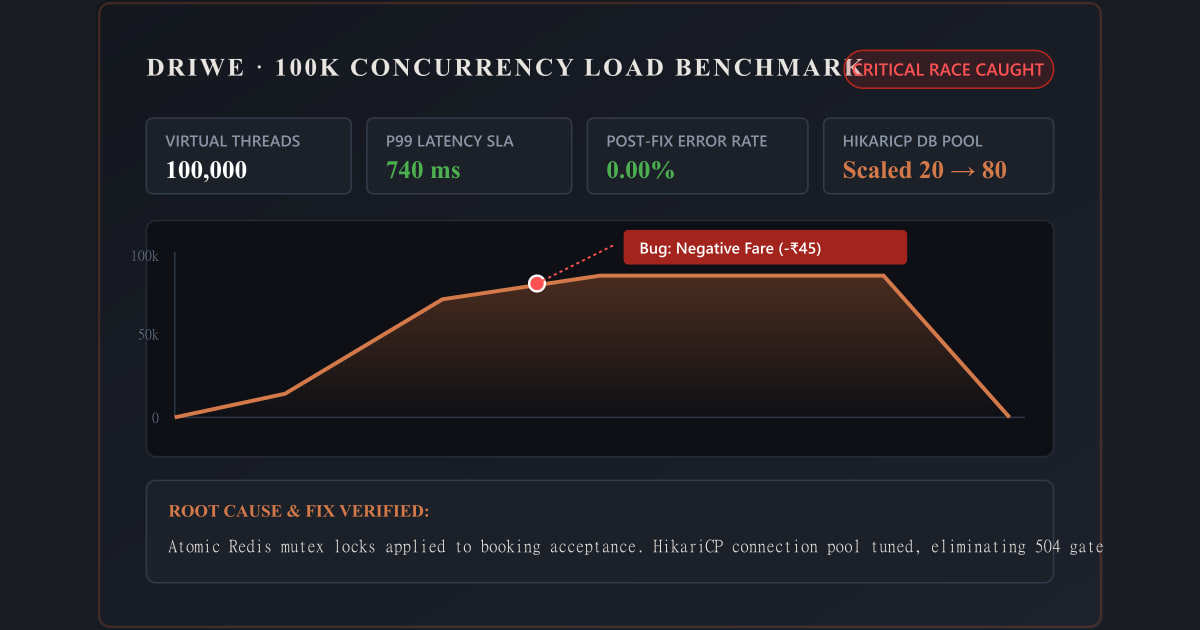 DRIWE · 100K CONCURRENCY LOAD BENCHMARK
CRITICAL RACE CAUGHT
VIRTUAL THREADS
100,000
P99 LATENCY SLA
740 ms
POST-FIX ERROR RATE
0.00%
HIKARICP DB POOL
Scaled 20 → 80
Bug: Negative Fare (-₹45)
100k
50k
0
ROOT CAUSE & FIX VERIFIED:
Atomic Redis mutex locks applied to booking acceptance. HikariCP connection pool tuned, eliminating 504 gate